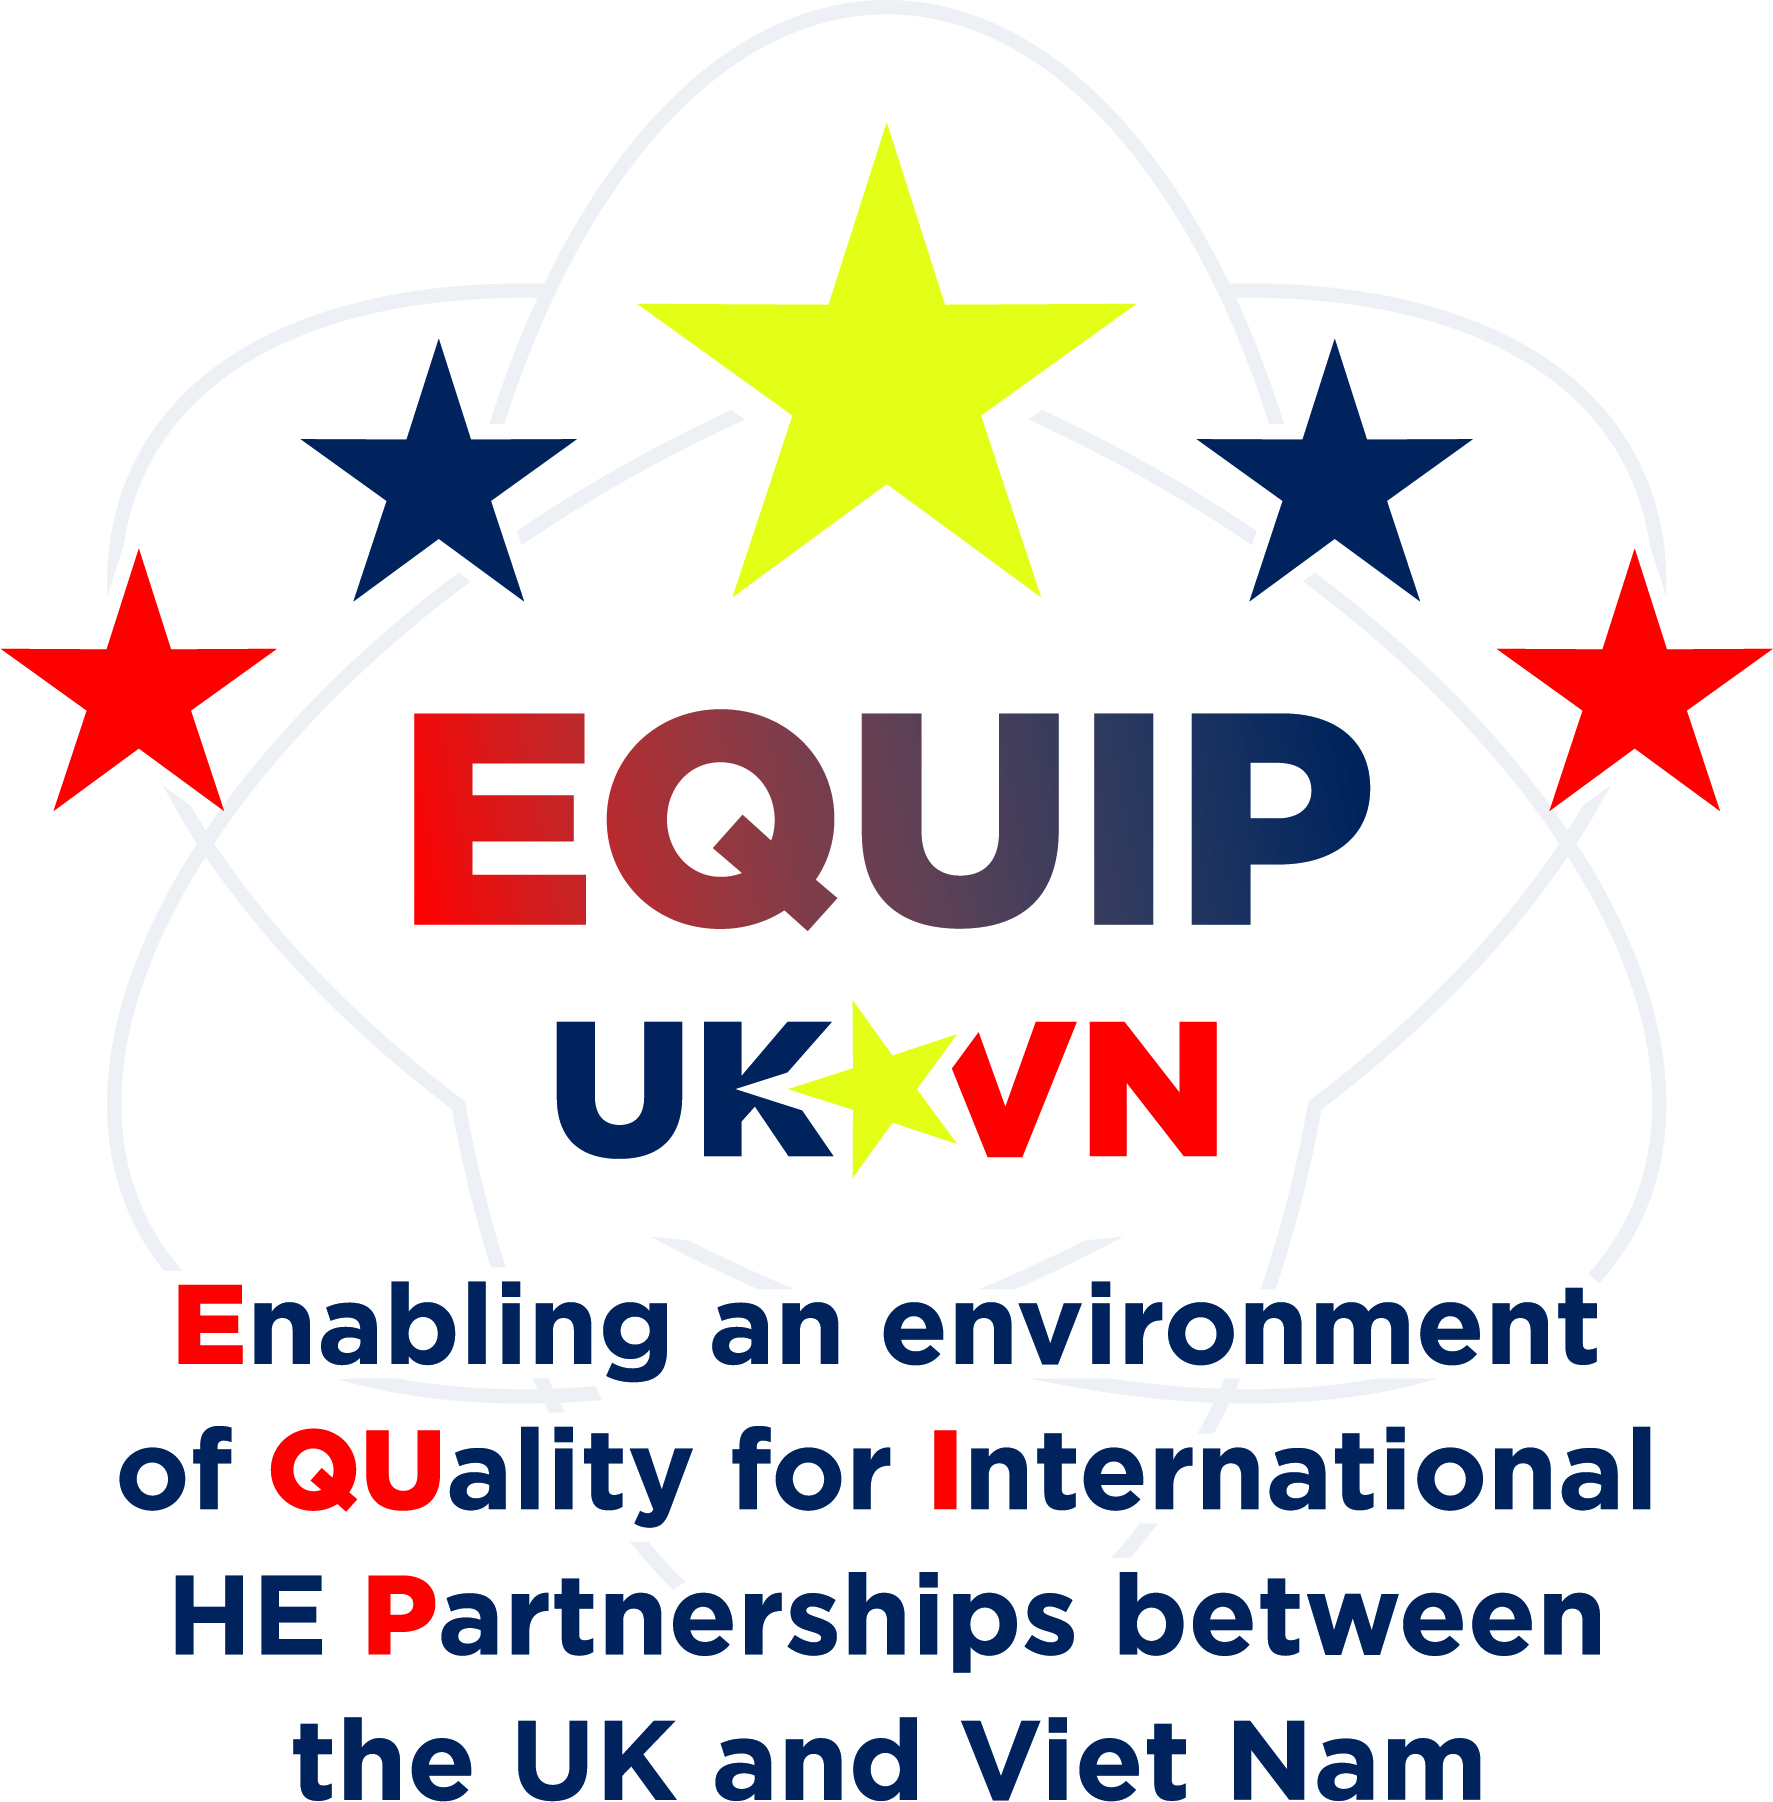 EQUIP
UK VN
Enabling an environment
of QUality for International
HE Partnerships between
the UK and Viet Nam